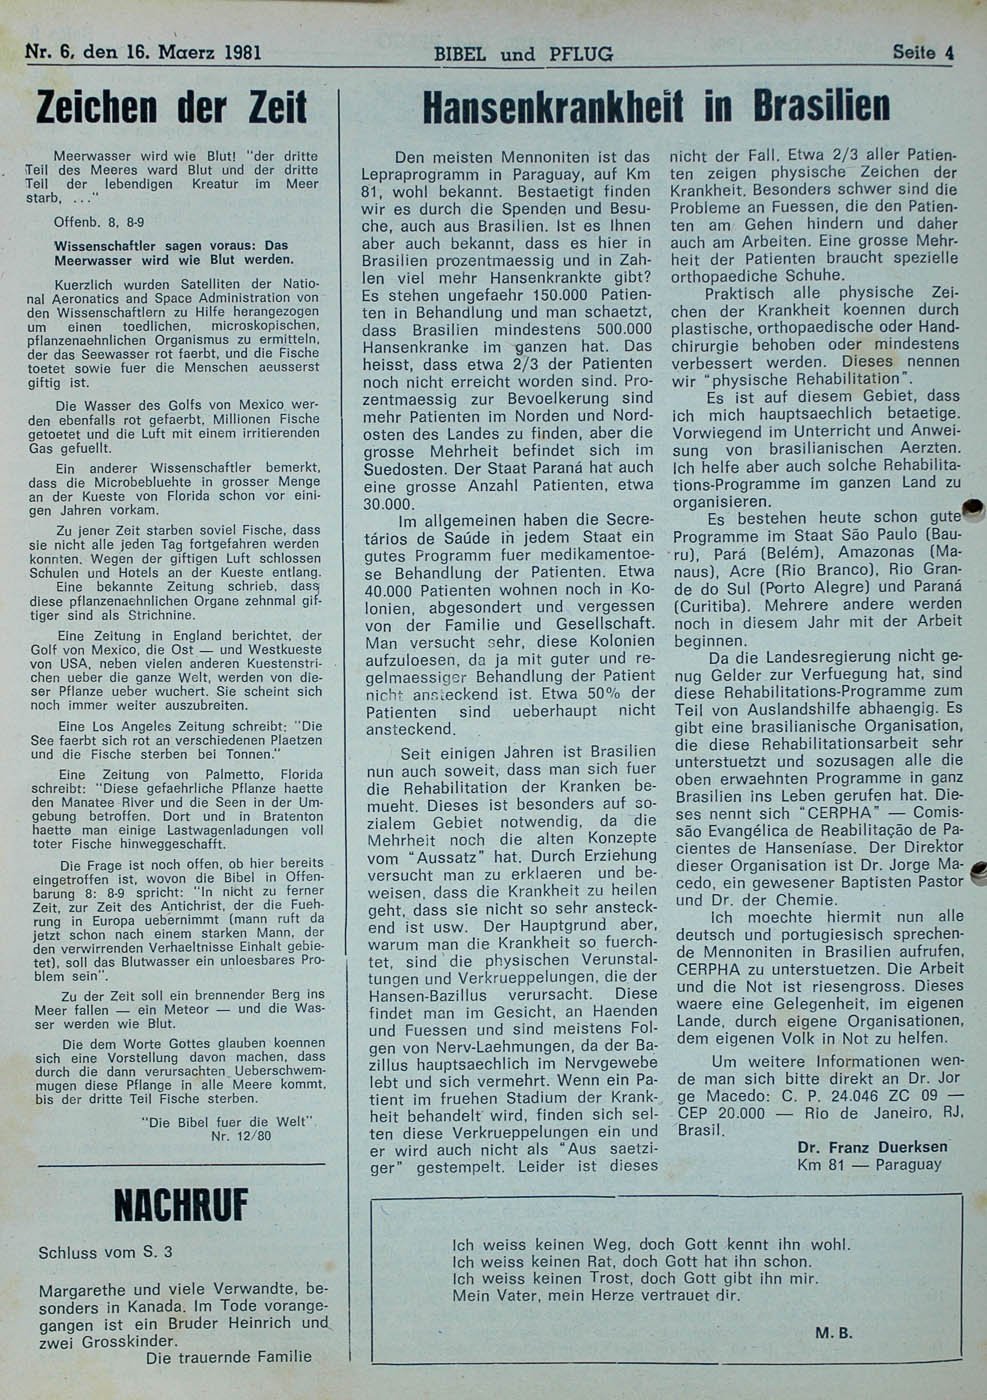 Nr. 6, den 16. Maerz 1981
BIBEL und PFLUG
Seite 4
Zeichen der Zeit
Meerwasser wird wie Blut! "der dritte
Teil des Meeres ward Blut und der dritte
Teil der lebendigen Kreatur im Meer
starb, ..."
Offenb. 8, 8-9
Wissenschaftler sagen voraus: Das
Meerwasser wird wie Blut werden.
Kuerzlich wurden Satelliten der Natio-
nal Aeronatics and Space Administration von
den Wissenschaftlern zu Hilfe herangezogen
um einen toedlichen, microskopischen,
pflanzenaehnlichen Organismus zu ermitteln,
der das Seewasser rot faerbt, und die Fische
toetet sowie fuer die Menschen aeusserst
giftig ist.
Die Wasser des Golfs von Mexico wer-
den ebenfalls rot gefaerbt, Millionen Fische
getoetet und die Luft mit einem irritierenden
Gas gefuellt.
Ein anderer Wissenschaftler bemerkt,
dass die Microbebluehte in grosser Menge
an der Kueste von Florida schon vor eini-
gen Jahren vorkam.
Zu jener Zeit starben soviel Fische, dass
sie nicht alle jeden Tag fortgefahren werden
konnten. Wegen der giftigen Luft schlossen
Schulen und Hotels an der Kueste entlang.
Eine bekannte Zeitung schrieb, dass
diese pflanzenaehnlichen Organe zehnmal gif-
tiger sind als Strichnine.
Eine Zeitung in England berichtet, der
Golf von Mexico, die Ost — und Westkueste
von USA, neben vielen anderen Kuestenstri-
chen ueber die ganze Welt, werden von die-
ser Pflanze ueber wuchert. Sie scheint sich
noch immer weiter auszubreiten.
Eine Los Angeles Zeitung schreibt: "Die
See faerbt sich rot an verschiedenen Plaetzen
und die Fische sterben bei Tonnen."
Eine Zeitung von Palmetto, Florida
schreibt: "Diese gefaehrliche Pflanze haette
den Manatee River und die Seen in der Um-
gebung betroffen. Dort und in Bratenton
haette man einige Lastwagenladungen voll
toter Fische hinweggeschafft.
Die Frage ist noch offen, ob hier bereits
eingetroffen ist, wovon die Bibel in Offen-
barung 8: 8-9 spricht: "In nicht zu ferner
Zeit, zur Zeit des Antichrist, der die Fueh-
rung in Europa uebernimmt (mann ruft da
jetzt schon nach einem starken Mann, der
den verwirrenden Verhaeltnisse Einhalt gebie-
tet), soll das Blutwasser ein unloesbares Pro-
blem sein".
Zu der Zeit soll ein brennender Berg ins
Meer fallen — ein Meteor — und die Was-
ser werden wie Blut.
Die dem Worte Gottes glauben koennen
sich eine Vorstellung davon machen, dass
durch die dann verursachten Ueberschwem-
mugen diese Pflange in alle Meere kommt,
bis der dritte Teil Fische sterben.
"Die Bibel fuer die Welt"
Nr. 12/80
NACHRUF
Schluss vom S. 3
Margarethe und viele Verwandte, be-
sonders in Kanada. Im Tode vorange-
gangen ist ein Bruder Heinrich und
zwei Grosskinder.
Die trauernde Familie
Hansenkrankheit in Brasilien
Den meisten Mennoniten ist das
Lepraprogramm in Paraguay, auf Km
81, wohl bekannt. Bestaetigt finden
wir es durch die Spenden und Besu-
che, auch aus Brasilien. Ist es Ihnen
aber auch bekannt, dass es hier in
Brasilien prozentmaessig und in Zah-
len viel mehr Hansenkrankte gibt?
Es stehen ungefaehr 150.000 Patien-
ten in Behandlung und man schaetzt,
dass Brasilien mindestens 500.000
Hansenkranke im ganzen hat. Das
heisst, dass etwa 2/3 der Patienten
noch nicht erreicht worden sind. Pro-
zentmaessig zur Bevoelkerung sind
mehr Patienten im Norden und Nord-
osten des Landes zu finden, aber die
grosse Mehrheit befindet sich im
Suedosten. Der Staat Paraná hat auch
eine grosse Anzahl Patienten, etwa
30.000.
Im allgemeinen haben die Secre-
tários de Saúde in jedem Staat ein
gutes Programm fuer medikamentoe-
se Behandlung der Patienten. Etwa
40.000 Patienten wohnen noch in Ko-
lonien, abgesondert und vergessen
von der Familie und Gesellschaft.
Man versucht sehr, diese Kolonien
aufzuloesen, da ja mit guter und re-
gelmaessiger Behandlung der Patient
nicht ansteckend ist. Etwa 50% der
Patienten sind ueberhaupt nicht
ansteckend.
Seit einigen Jahren ist Brasilien
nun auch soweit, dass man sich fuer
die Rehabilitation der Kranken be-
mueht. Dieses ist besonders auf so-
zialem Gebiet notwendig, da die
Mehrheit noch die alten Konzepte
vom "Aussatz" hat. Durch Erziehung
versucht man zu erklaeren und be-
weisen, dass die Krankheit zu heilen
geht, dass sie nicht so sehr ansteck-
end ist usw. Der Hauptgrund aber,
warum man die Krankheit so fuerch-
tet, sind die physischen Verunstal-
tungen und Verkrueppelungen, die der
Hansen-Bazillus verursacht. Diese
findet man im Gesicht, an Haenden
und Fuessen und sind meistens Fol-
gen von Nerv-Laehmungen, da der Ba-
zillus hauptsaechlich im Nervgewebe
lebt und sich vermehrt. Wenn ein Pa-
tient im fruehen Stadium der Krank-
heit behandelt wird, finden sich sel-
ten diese Verkrueppelungen ein und
er wird auch nicht als "Aus saetzi-
ger" gestempelt. Leider ist dieses
nicht der Fall. Etwa 2/3 aller Patien-
ten zeigen physische Zeichen der
Krankheit. Besonders schwer sind die
Probleme an Fuessen, die den Patien-
ten am Gehen hindern und daher
auch am Arbeiten. Eine grosse Mehr-
heit der Patienten braucht spezielle
orthopaediche Schuhe.
Praktisch alle physische Zei-
chen der Krankheit koennen durch
plastische, orthopaedische oder Hand-
chirurgie behoben oder mindestens
verbessert werden. Dieses nennen
wir "physische Rehabilitation".
Es ist auf diesem Gebiet, dass
ich mich hauptsaechlich betaetige.
Vorwiegend im Unterricht und Anwei-
sung von brasilianischen Aerzten.
Ich helfe aber auch solche Rehabilita-
tions-Programme im ganzen Land zu
organisieren.
Es bestehen heute schon gute
Programme im Staat São Paulo (Bau-
ru), Pará (Belém), Amazonas (Ma-
naus), Acre (Rio Branco), Rio Gran-
de do Sul (Porto Alegre) und Paraná
(Curitiba). Mehrere andere werden
noch in diesem Jahr mit der Arbeit
beginnen.
Da die Landesregierung nicht ge-
nug Gelder zur Verfuegung hat, sind
diese Rehabilitations-Programme zum
Teil von Auslandshilfe abhaengig. Es
gibt eine brasilianische Organisation,
die diese Rehabilitationsarbeit sehr
unterstuetzt und sozusagen alle die
oben erwaehnten Programme in ganz
Brasilien ins Leben gerufen hat. Die-
ses nennt sich "CERPHA" — Comis-
são Evangélica de Reabilitação de Pa-
cientes de Hanseníase. Der Direktor
dieser Organisation ist Dr. Jorge Ma-
cedo, ein gewesener Baptisten Pastor
und Dr. der Chemie.
Ich moechte hiermit nun alle
deutsch und portugiesisch sprechen-
de Mennoniten in Brasilien aufrufen,
CERPHA zu unterstuetzen. Die Arbeit
und die Not ist riesengross. Dieses
waere eine Gelegenheit, im eigenen
Lande, durch eigene Organisationen,
dem eigenen Volk in Not zu helfen.
Um weitere Informationen wen-
de man sich bitte direkt an Dr. Jor
ge Macedo: C. P. 24.046 ZC 09 —
CEP 20.000 — Rio de Janeiro, RJ,
Brasil.
Dr. Franz Duerksen
Km 81 — Paraguay
Ich weiss keinen Weg, doch Gott kennt ihn wohl.
Ich weiss keinen Rat, doch Gott hat ihn schon.
Ich weiss keinen Trost, doch Gott gibt ihn mir.
Mein Vater, mein Herze vertrauet dir.
M. B.